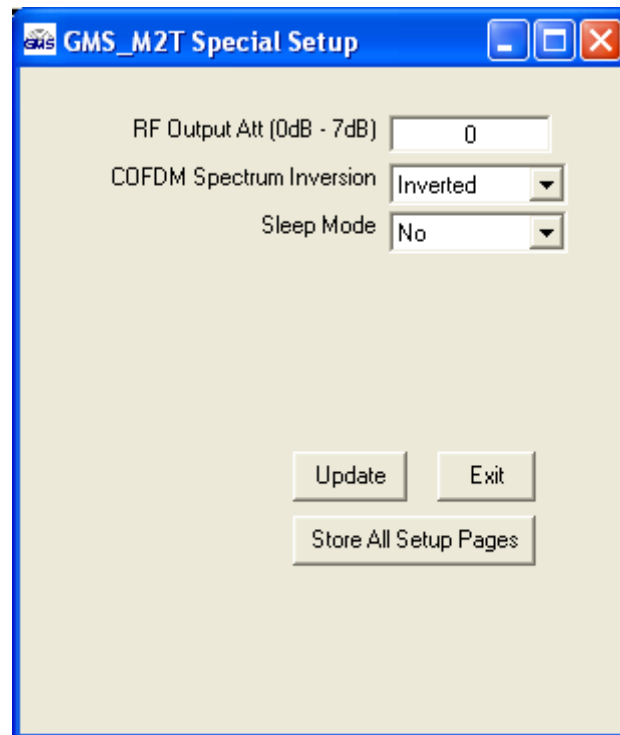 GMS GMS_M2T Special Setup
RF Output Att (0dB - 7dB) 0
COFDM Spectrum Inversion Inverted
Sleep Mode No
Update Exit
Store All Setup Pages